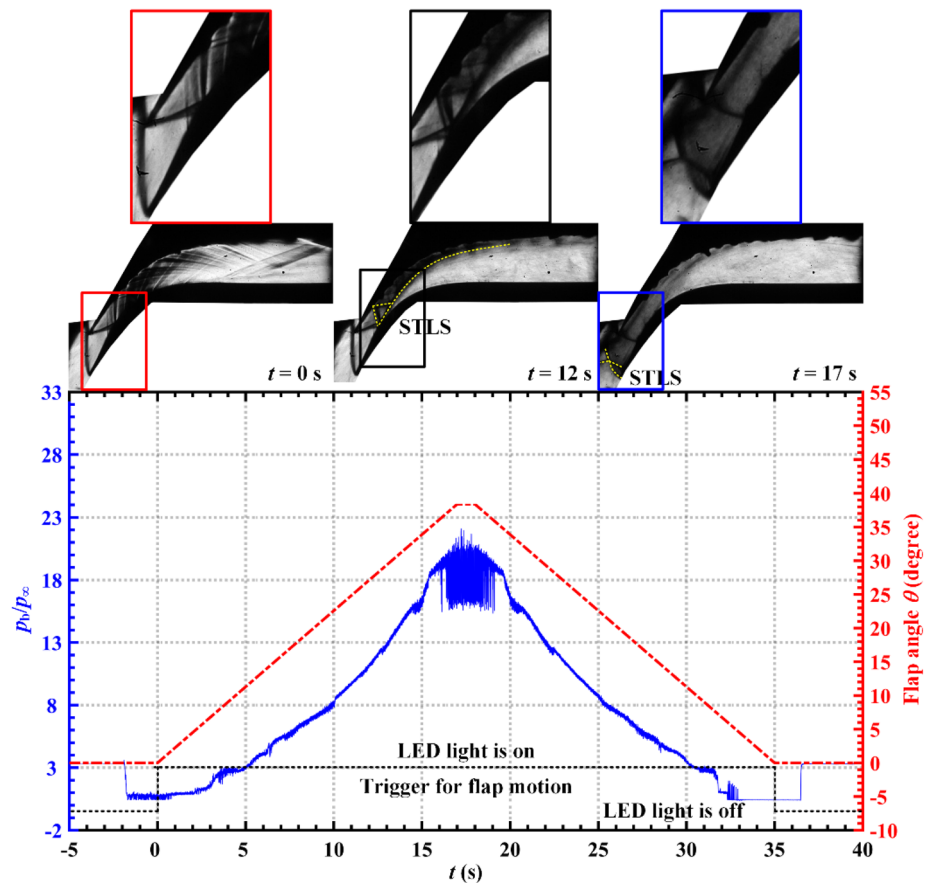 STLS
STLS
t = 0 s
t = 12 s
t = 17 s
33
28
23
18
13
8
3
-2
p_b/p_∞
55
50
45
40
35
30
25
20
15
10
5
0
-5
-10
Flap angle θ (degree)
LED light is on
Trigger for flap motion
LED light is off
-5
0
5
10
15
20
25
30
35
40
t (s)